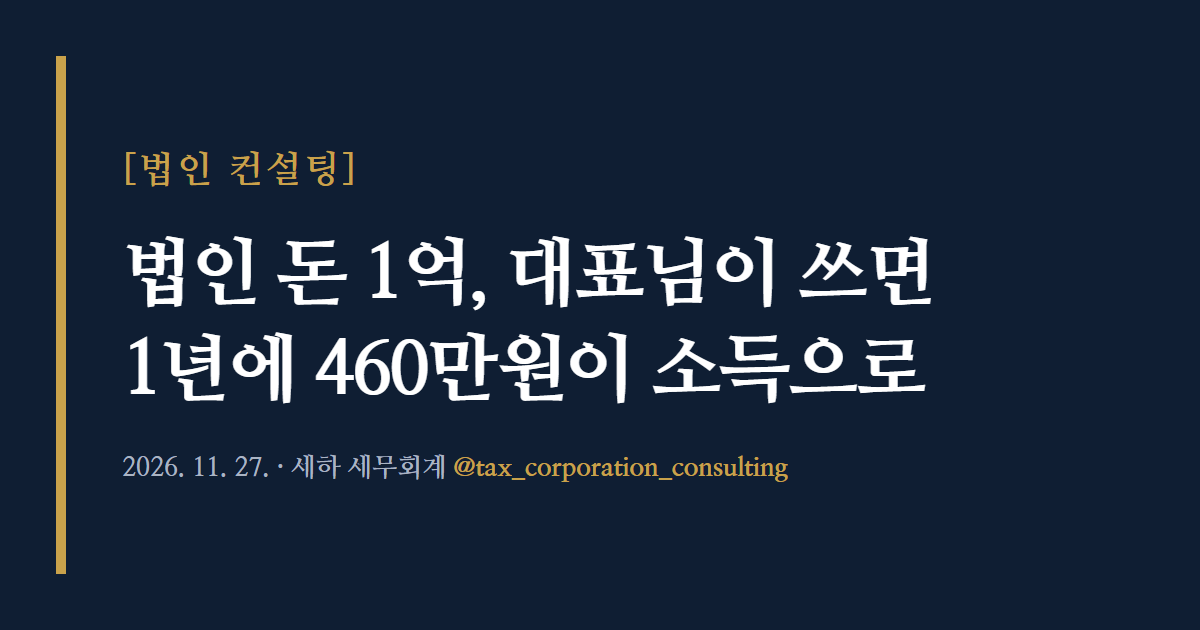 [법인 컨설팅]
법인 돈 1억, 대표님이 쓰면
1년에 460만원이 소득으로
2026. 11. 27. · 세하 세무회계 @tax_corporation_consulting